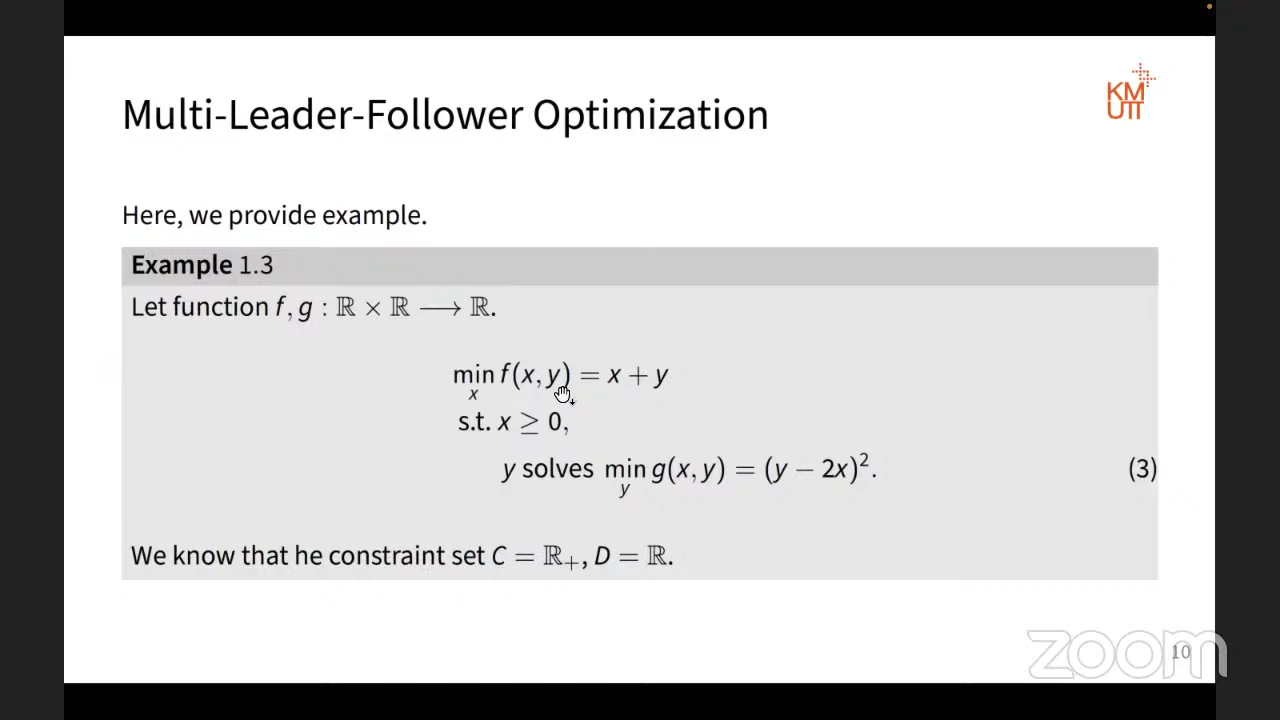 Multi-Leader-Follower Optimization
KM
UTT
Here, we provide example.
Example 1.3
Let function f, g : ℝ × ℝ ⟶ ℝ.
min f(x, y) = x + y
x
s.t. x ≥ 0,
y solves min g(x, y) = (y − 2x)².
y
(3)
We know that he constraint set C = ℝ₊, D = ℝ.
zoom
10